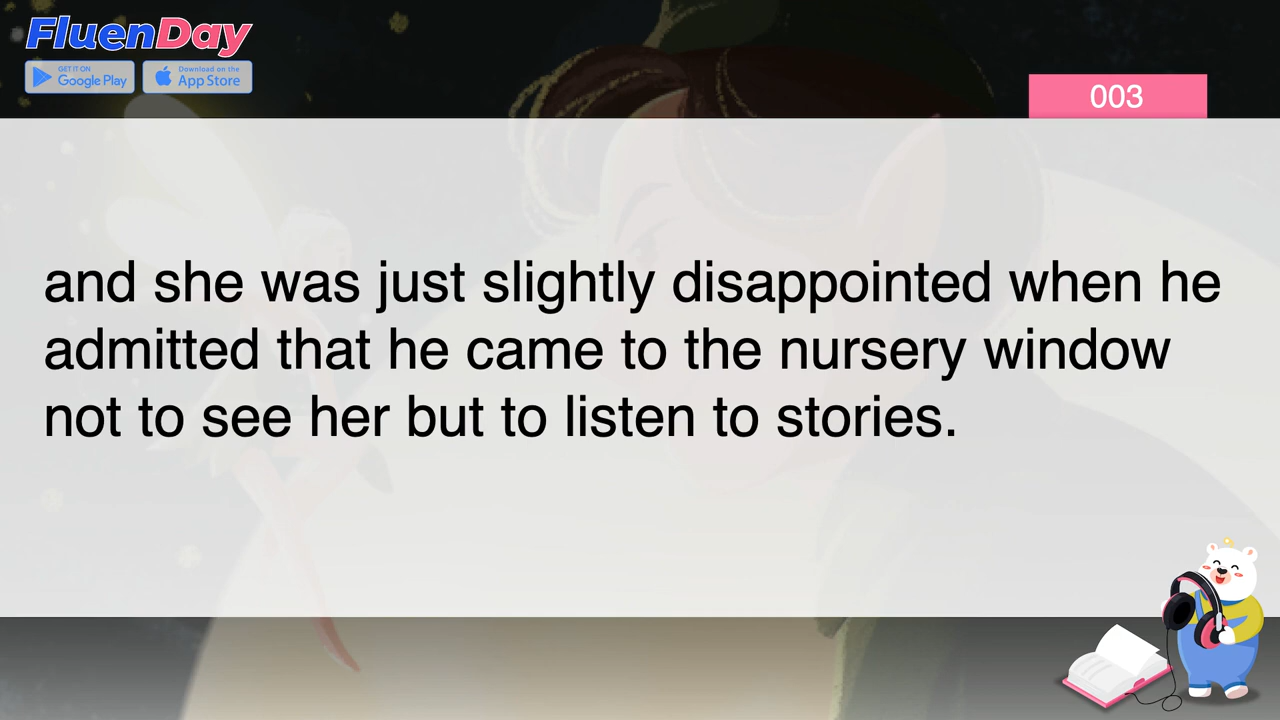 FluenDay
GET IT ON
Google Play
Download on the
App Store
003
and she was just slightly disappointed when he
admitted that he came to the nursery window
not to see her but to listen to stories.